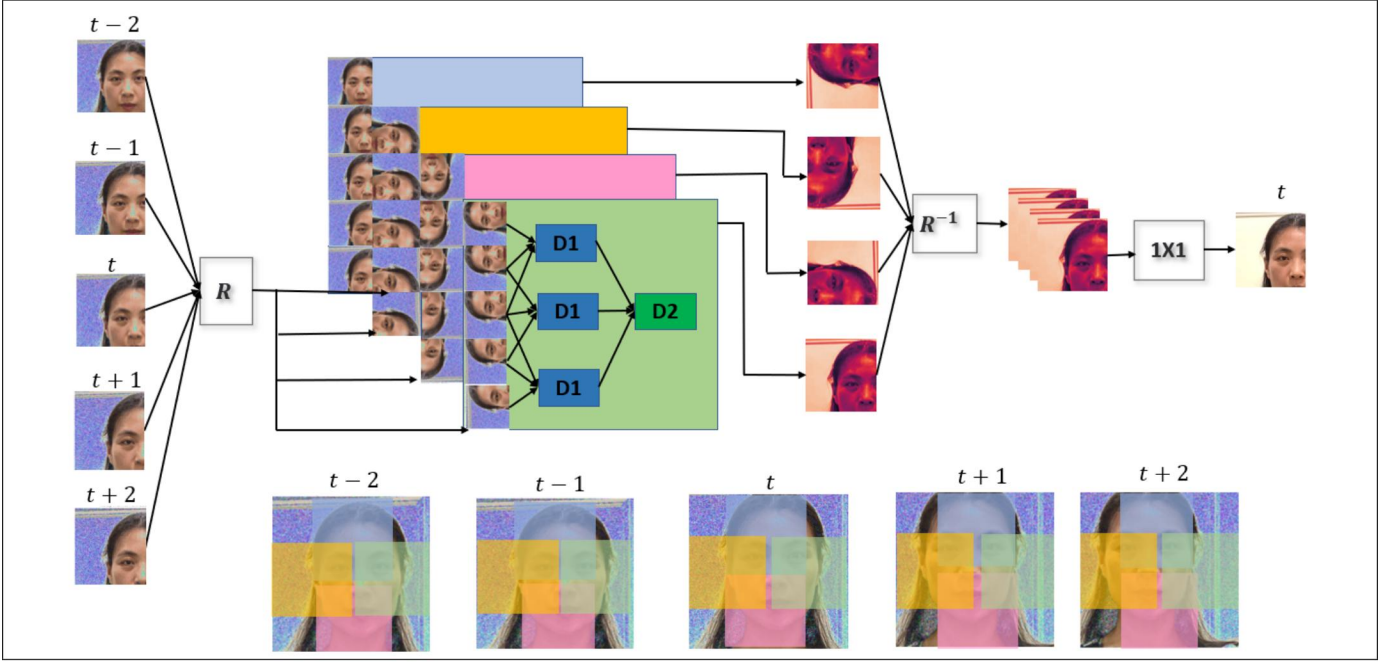 t − 2
t − 1
t
t + 1
t + 2
R
D1
D1
D1
D2
R⁻¹
1X1
t
t − 2
t − 1
t
t + 1
t + 2